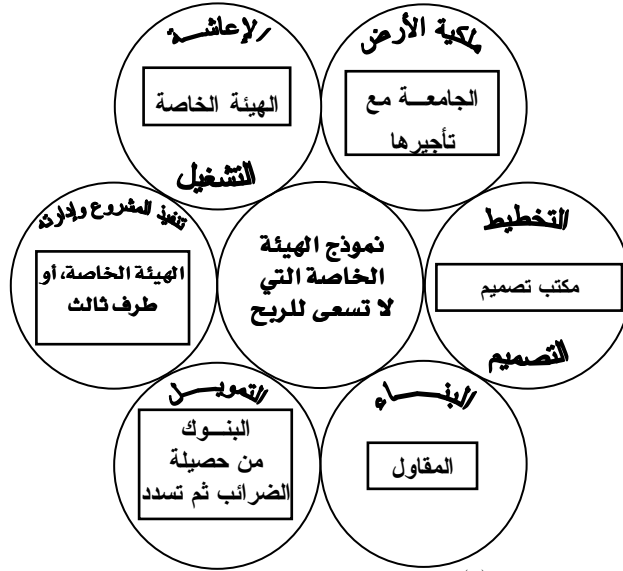 ملكية الأرض
الجامعة مع
تأجيرها
الإعاشة
الهيئة الخاصة
التشغيل
التخطيط
مكتب تصميم
التصميم
نموذج الهيئة
الخاصة التي
لا تسعى للربح
تنفيذ المشروع وإدارته
الهيئة الخاصة، أو
طرف ثالث
البناء
المقاول
التمويل
البنوك
من حصيلة
الضرائب ثم تسدد